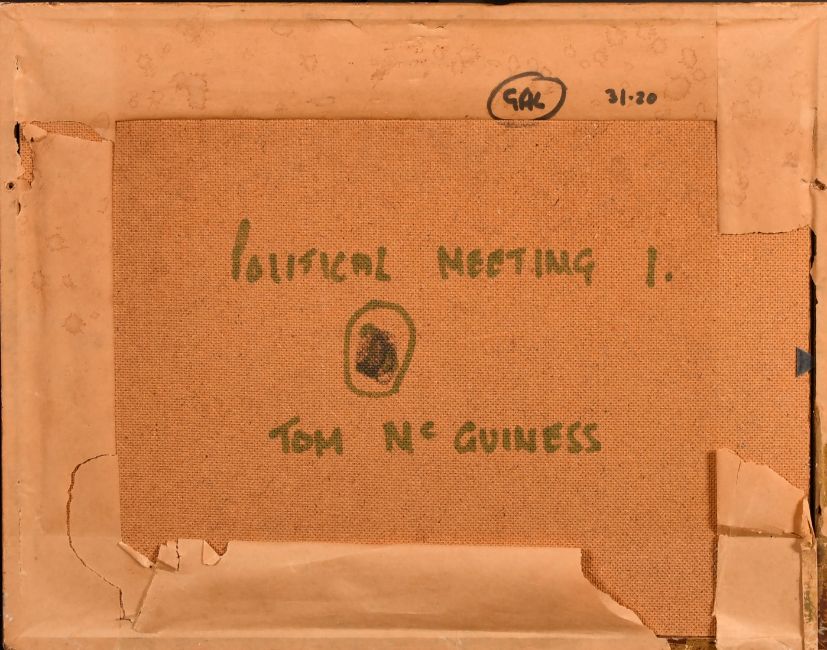 GAL 31·20
POLITICAL MEETING 1.
TOM Mc GUINESS